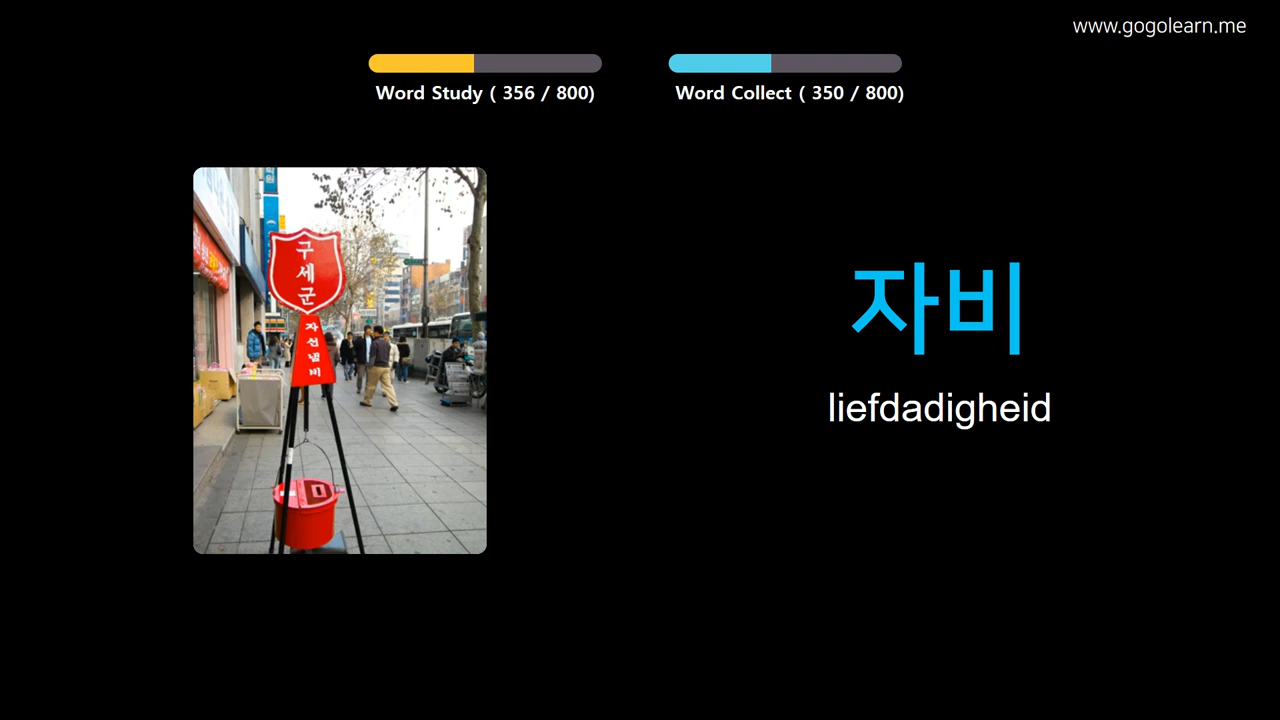 www.gogolearn.me
Word Study ( 356 / 800)
Word Collect ( 350 / 800)
구세군
자선냄비
자비
liefdadigheid